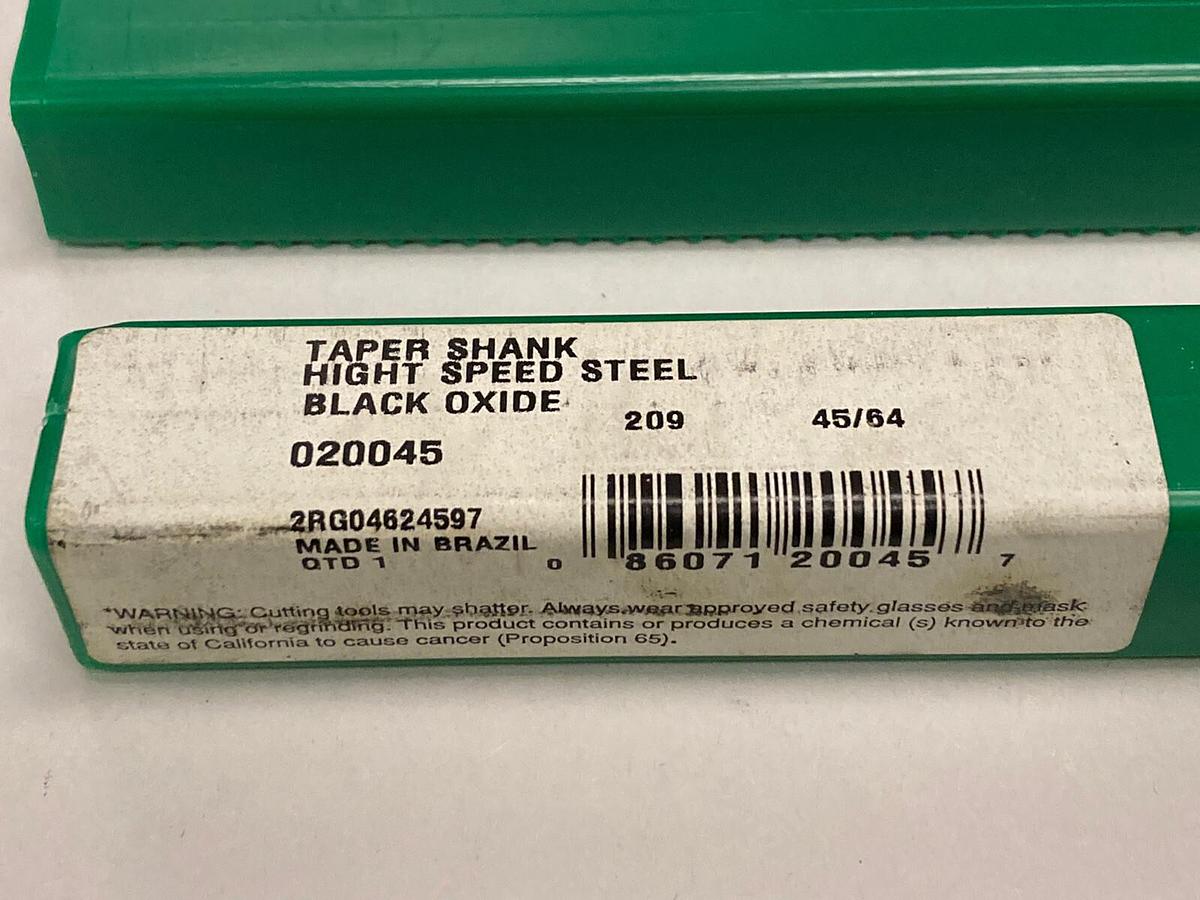 TAPER SHANK
HIGHT SPEED STEEL
BLACK OXIDE
209 45/64
020045
2RG04624597
MADE IN BRAZIL
QTD 1
0 86071 20045 7
*WARNING: Cutting tools may shatter. Always wear approved safety glasses and mask
when using or regrinding. This product contains or produces a chemical (s) known to the
state of California to cause cancer (Proposition 65).